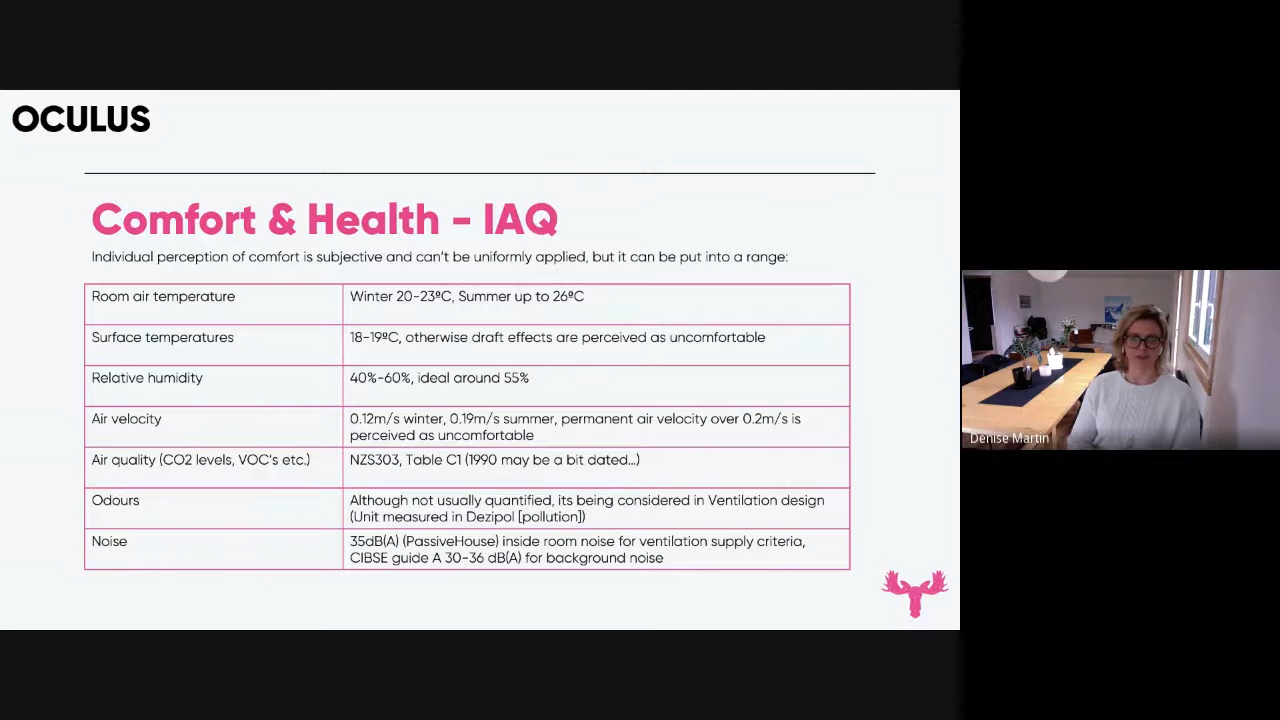 OCULUS
Comfort & Health - IAQ
Individual perception of comfort is subjective and can't be uniformly applied, but it can be put into a range:
Room air temperature
Winter 20-23ºC, Summer up to 26ºC
Surface temperatures
18-19ºC, otherwise draft effects are perceived as uncomfortable
Relative humidity
40%-60%, ideal around 55%
Air velocity
0.12m/s winter, 0.19m/s summer, permanent air velocity over 0.2m/s is
perceived as uncomfortable
Air quality (CO2 levels, VOC's etc.)
NZS303, Table C1 (1990 may be a bit dated…)
Odours
Although not usually quantified, its being considered in Ventilation design
(Unit measured in Dezipol [pollution])
Noise
35dB(A) (PassiveHouse) inside room noise for ventilation supply criteria,
CIBSE guide A 30-36 dB(A) for background noise
Denise Martin